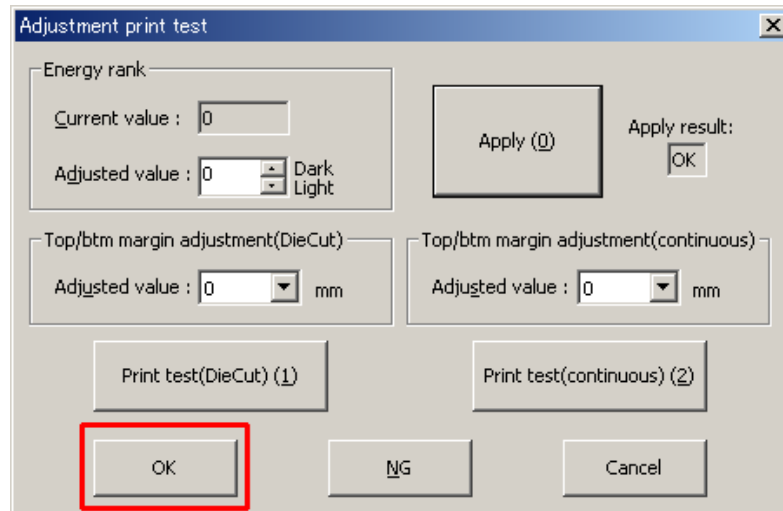 Adjustment print test
Energy rank
Current value : 0
Adjusted value : 0 Dark
Light
Apply (0)
Apply result:
OK
Top/btm margin adjustment(DieCut)
Adjusted value : 0 mm
Top/btm margin adjustment(continuous)
Adjusted value : 0 mm
Print test(DieCut) (1)
Print test(continuous) (2)
OK
NG
Cancel